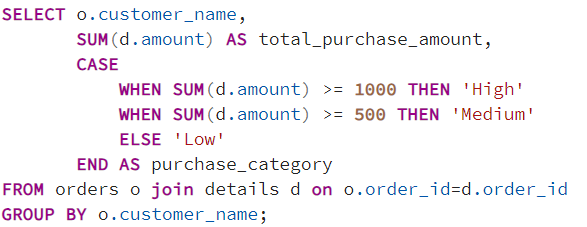 SELECT o.customer_name,
       SUM(d.amount) AS total_purchase_amount,
       CASE
           WHEN SUM(d.amount) >= 1000 THEN 'High'
           WHEN SUM(d.amount) >= 500 THEN 'Medium'
           ELSE 'Low'
       END AS purchase_category
FROM orders o join details d on o.order_id=d.order_id
GROUP BY o.customer_name;